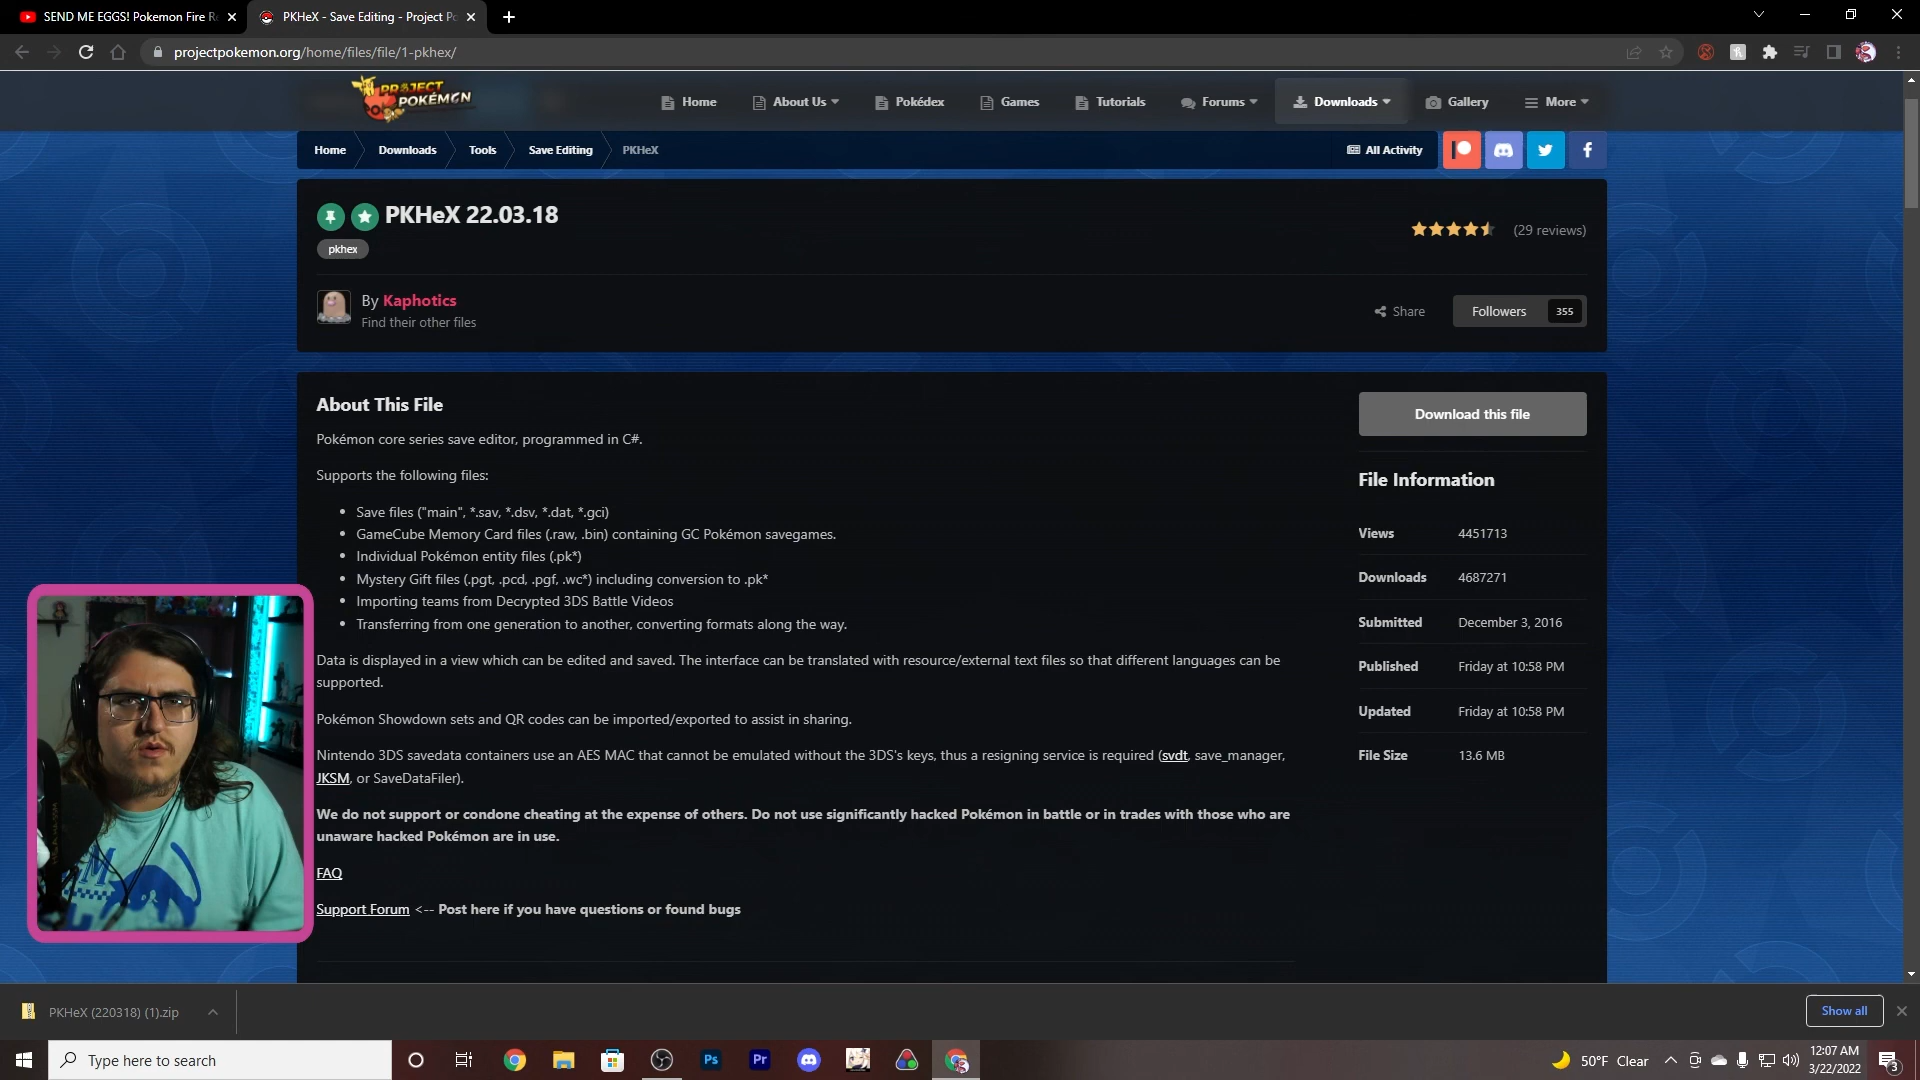 SEND ME EGGS! Pokemon Fire R
PKHeX - Save Editing - Project P
projectpokemon.org/home/files/file/1-pkhex/
PROJECT
POKÉMON
Home
About Us
Pokédex
Games
Tutorials
Forums
Downloads
Gallery
More
Home
Downloads
Tools
Save Editing
PKHeX
All Activity
PKHeX 22.03.18
(29 reviews)
pkhex
By Kaphotics
Find their other files
Share
Followers 355
About This File
Download this file
Pokémon core series save editor, programmed in C#.
Supports the following files:
• Save files ("main", *.sav, *.dsv, *.dat, *.gci)
• GameCube Memory Card files (.raw, .bin) containing GC Pokémon savegames.
• Individual Pokémon entity files (.pk*)
• Mystery Gift files (.pgt, .pcd, .pgf, .wc*) including conversion to .pk*
• Importing teams from Decrypted 3DS Battle Videos
• Transferring from one generation to another, converting formats along the way.
Data is displayed in a view which can be edited and saved. The interface can be translated with resource/external text files so that different languages can be
supported.
Pokémon Showdown sets and QR codes can be imported/exported to assist in sharing.
Nintendo 3DS savedata containers use an AES MAC that cannot be emulated without the 3DS's keys, thus a resigning service is required (svdt, save_manager,
JKSM, or SaveDataFiler).
We do not support or condone cheating at the expense of others. Do not use significantly hacked Pokémon in battle or in trades with those who are
unaware hacked Pokémon are in use.
FAQ
Support Forum <-- Post here if you have questions or found bugs
File Information
Views 4451713
Downloads 4687271
Submitted December 3, 2016
Published Friday at 10:58 PM
Updated Friday at 10:58 PM
File Size 13.6 MB
PKHeX (220318) (1).zip
Show all
Type here to search
Ps
Pr
50°F Clear
12:07 AM
3/22/2022
3